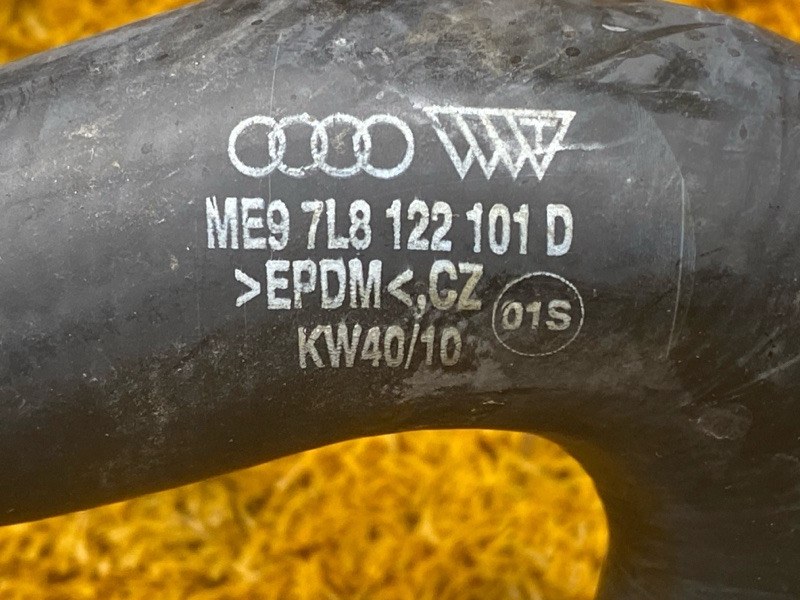 ME9 7L8 122 101 D
>EPDM<,CZ
01S
KW40/10